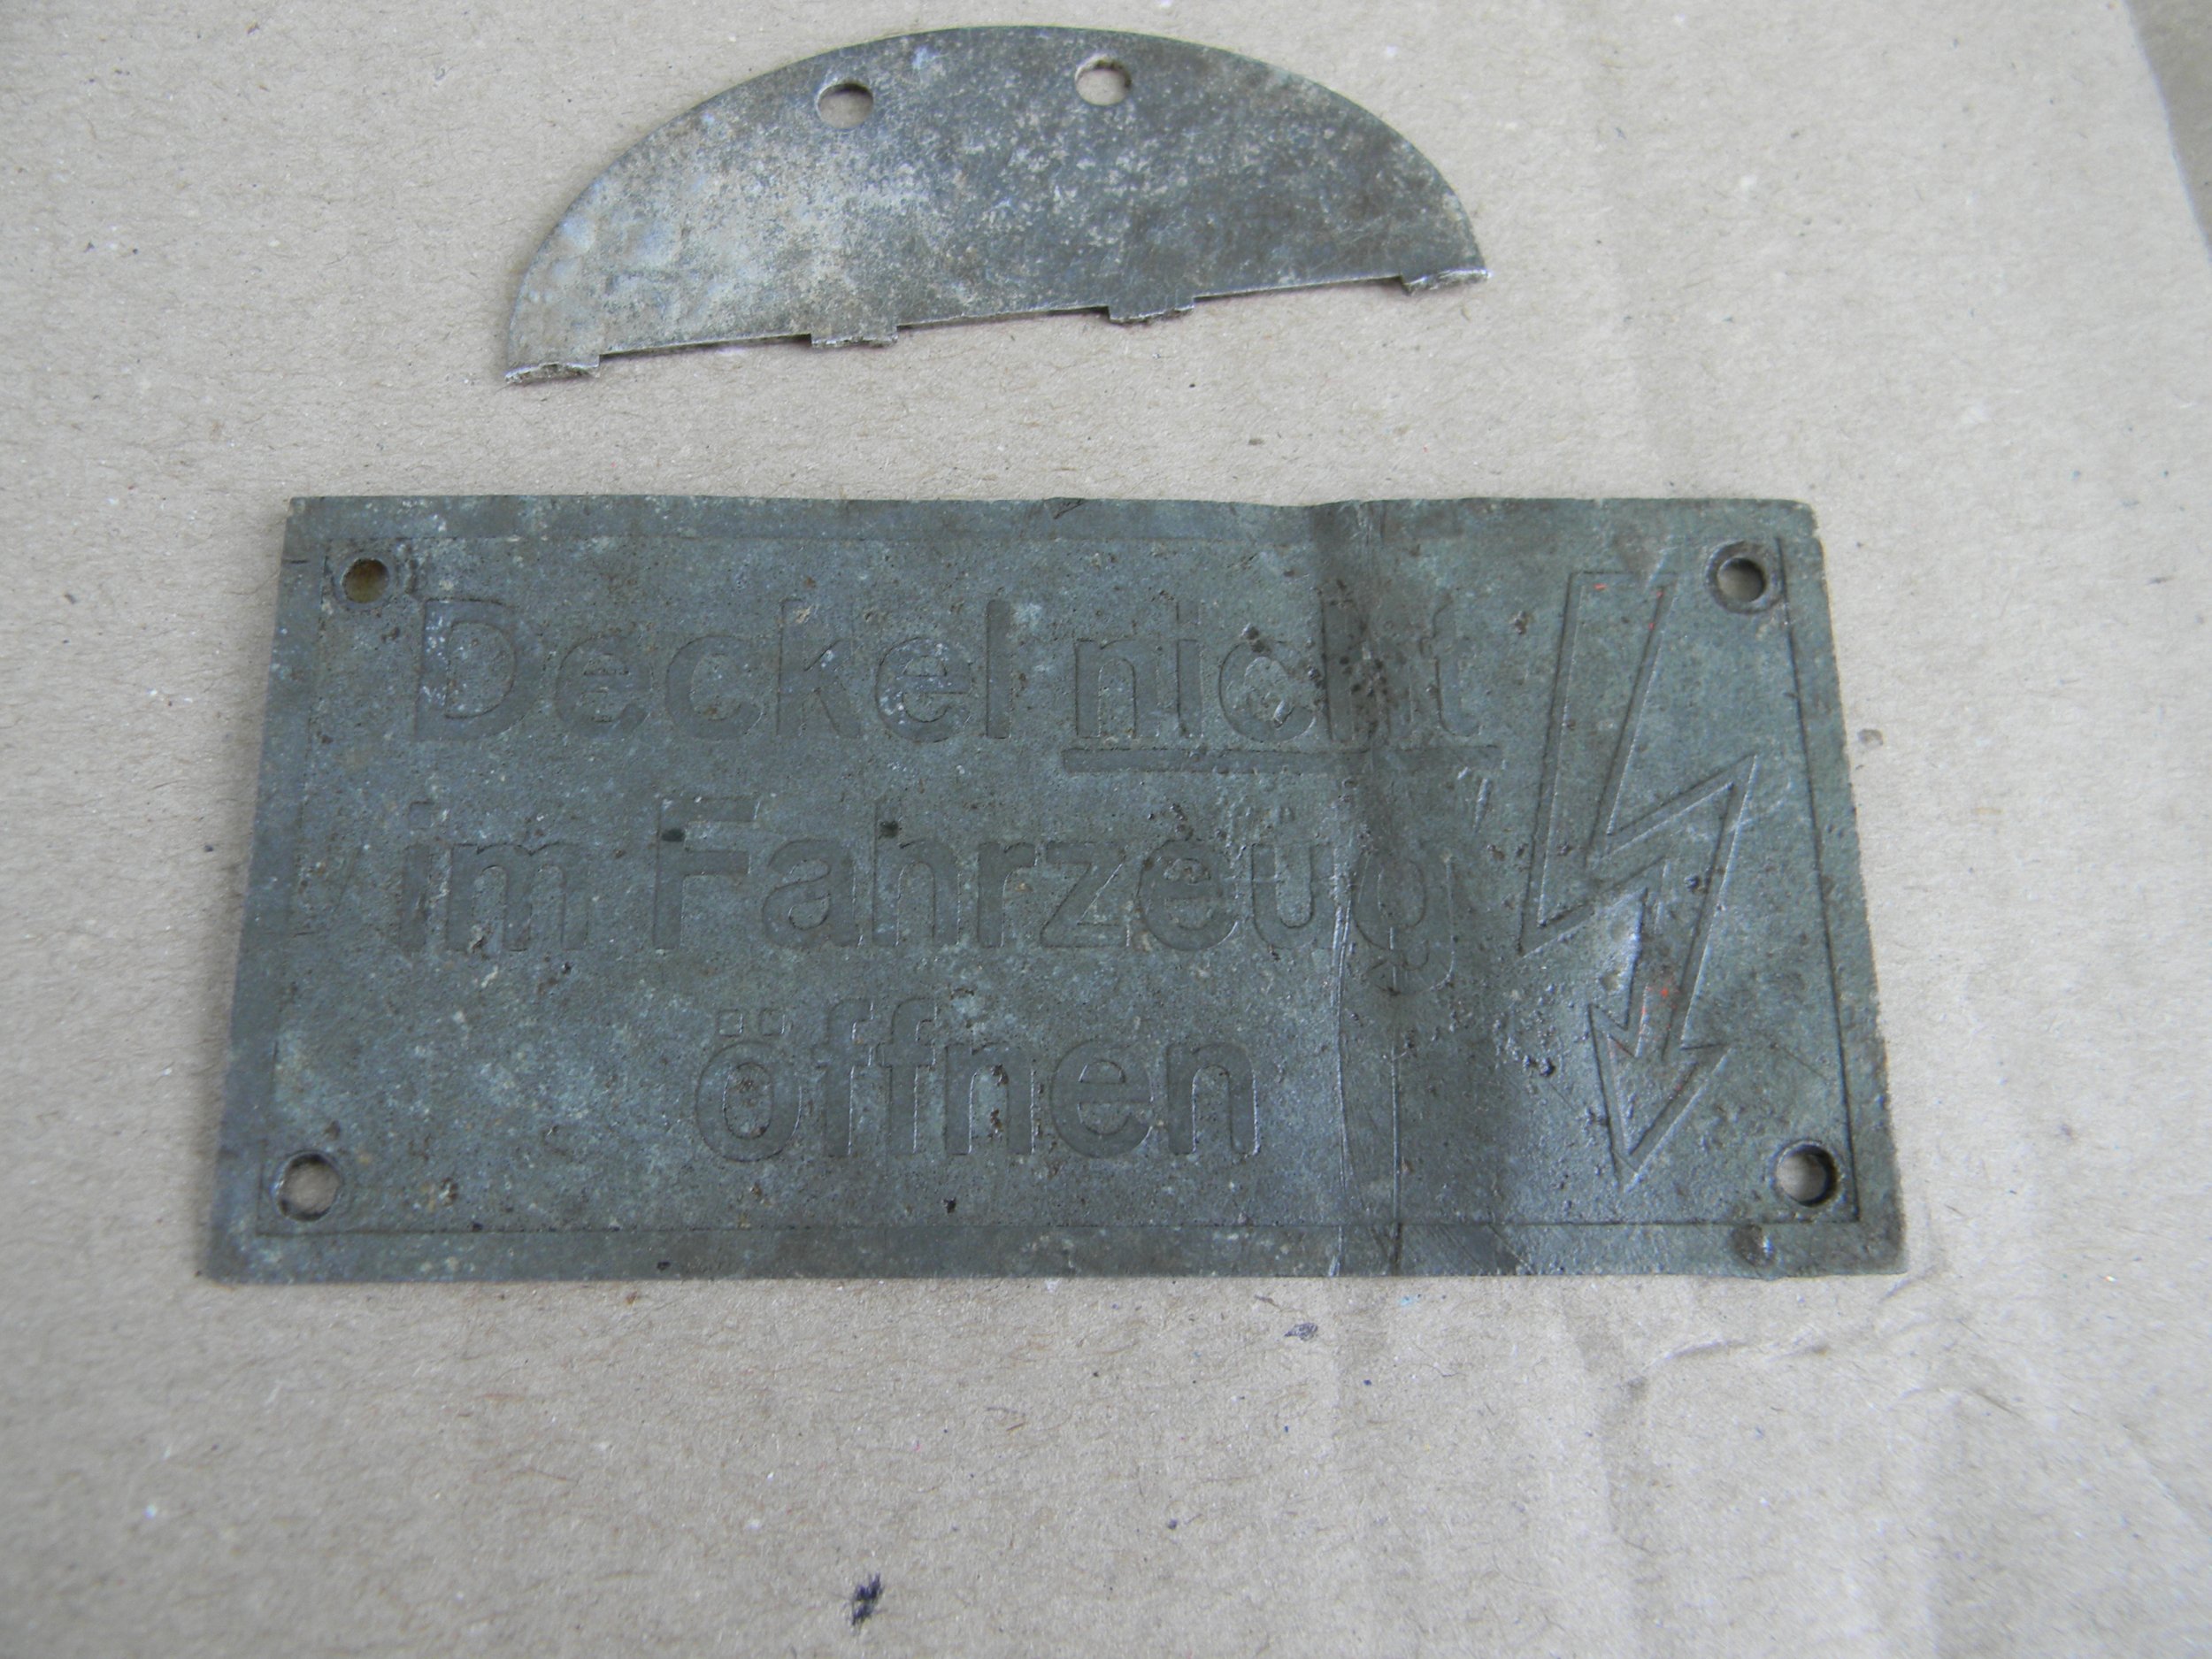 Deckel nicht
im Fahrzeug
öffnen